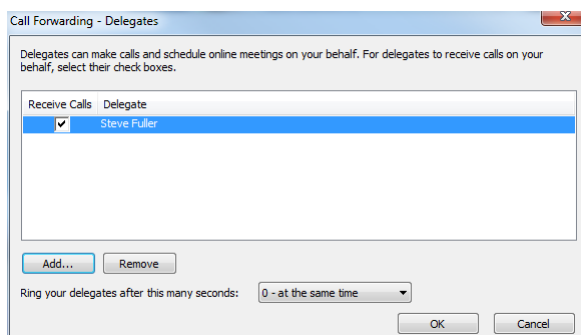 Call Forwarding - Delegates
Delegates can make calls and schedule online meetings on your behalf. For delegates to receive calls on your
behalf, select their check boxes.
Receive Calls Delegate
Steve Fuller
Add... Remove
Ring your delegates after this many seconds: 0 - at the same time
OK Cancel